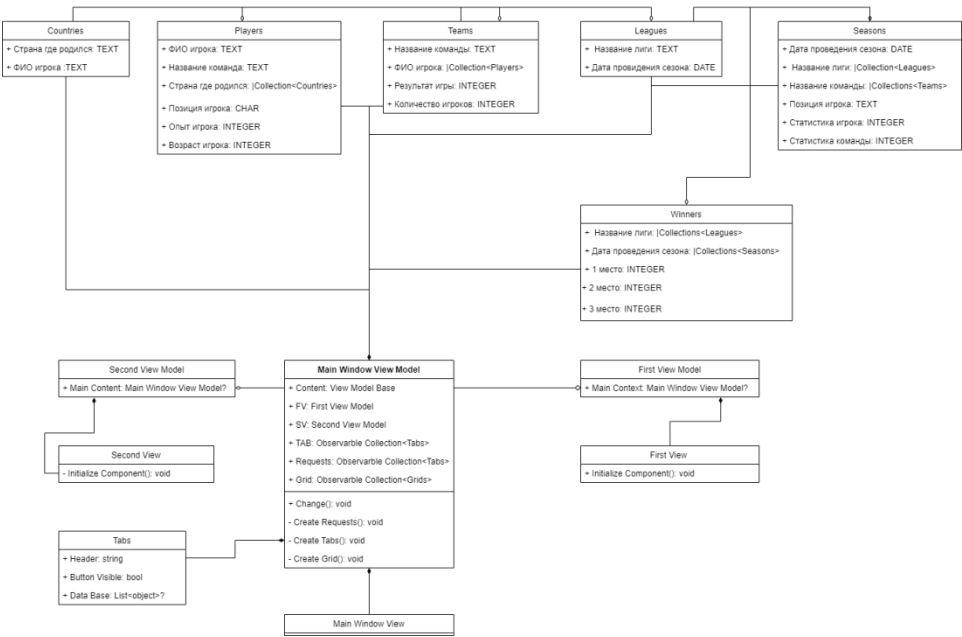 Countries
+ Страна где родился: TEXT
+ ФИО игрока :TEXT
Players
+ ФИО игрока: TEXT
+ Название команда: TEXT
+ Страна где родился: |Collection<Countries>
+ Позиция игрока: CHAR
+ Опыт игрока: INTEGER
+ Возраст игрока: INTEGER
Teams
+ Название команды: TEXT
+ ФИО игрока: |Collection<Players>
+ Результат игры: INTEGER
+ Количество игроков: INTEGER
Leagues
+ Название лиги: TEXT
+ Дата провидения сезона: DATE
Seasons
+ Дата проведения сезона: DATE
+ Название лиги: |Collection<Leagues>
+ Название команды: |Collections<Teams>
+ Позиция игрока: TEXT
+ Статистика игрока: INTEGER
+ Статистика команды: INTEGER
Winners
+ Название лиги: |Collections<Leagues>
+ Дата проведения сезона: |Collections<Seasons>
+ 1 место: INTEGER
+ 2 место: INTEGER
+ 3 место: INTEGER
Second View Model
+ Main Content: Main Window View Model?
Main Window View Model
+ Content: View Model Base
+ FV: First View Model
+ SV: Second View Model
+ TAB: Observarble Collection<Tabs>
+ Requests: Observarble Collection<Tabs>
+ Grid: Observarble Collection<Grids>
+ Change(): void
- Create Requests(): void
- Create Tabs(): void
- Create Grid(): void
First View Model
+ Main Context: Main Window View Model?
Second View
- Initialize Component(): void
First View
+ Initialize Component(): void
Tabs
+ Header: string
+ Button Visible: bool
+ Data Base: List<object>?
Main Window View